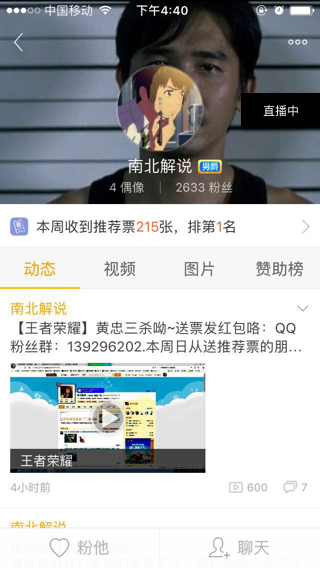 中国移动 下午4:40
直播中
南北解说 男爵
4 偶像 2633 粉丝
本周收到推荐票215张，排第1名
动态 视频 图片 赞助榜
南北解说
【王者荣耀】黄忠三杀呦~送票发红包咯：QQ
粉丝群：139296202.本周日从送推荐票的朋...
王者荣耀
4小时前 600 7
南北解说
粉他 聊天